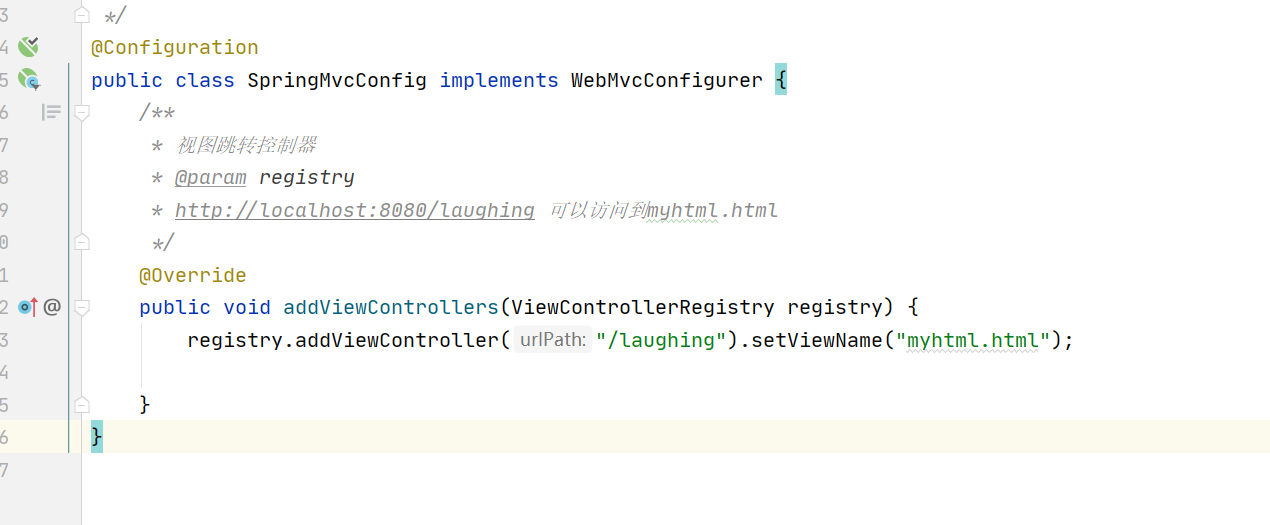 3 */
4 @Configuration
5 public class SpringMvcConfig implements WebMvcConfigurer {
6 /**
7 * 视图跳转控制器
8 * @param registry
9 * http://localhost:8080/laughing 可以访问到myhtml.html
0 */
1 @Override
2 @ public void addViewControllers(ViewControllerRegistry registry) {
3 registry.addViewController( urlPath: "/laughing").setViewName("myhtml.html");
4
5 }
6 }
7